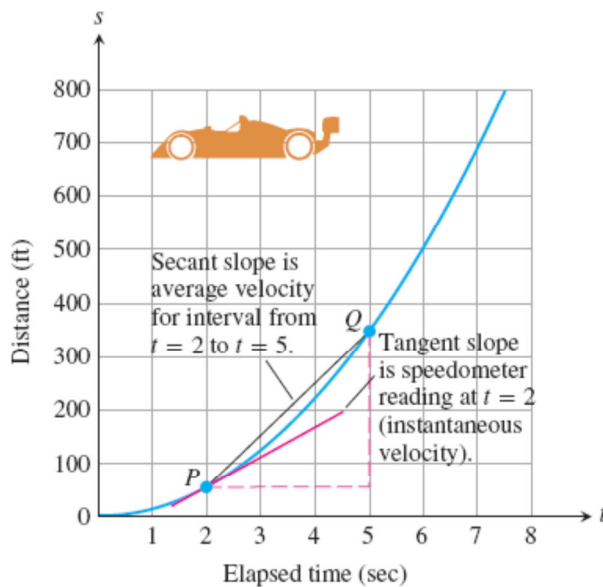 s
800
700
600
500
400
300
200
100
0
Distance (ft)
Secant slope is
average velocity
for interval from
t = 2 to t = 5.
Q
Tangent slope
is speedometer
reading at t = 2
(instantaneous
velocity).
P
1 2 3 4 5 6 7 8
t
Elapsed time (sec)